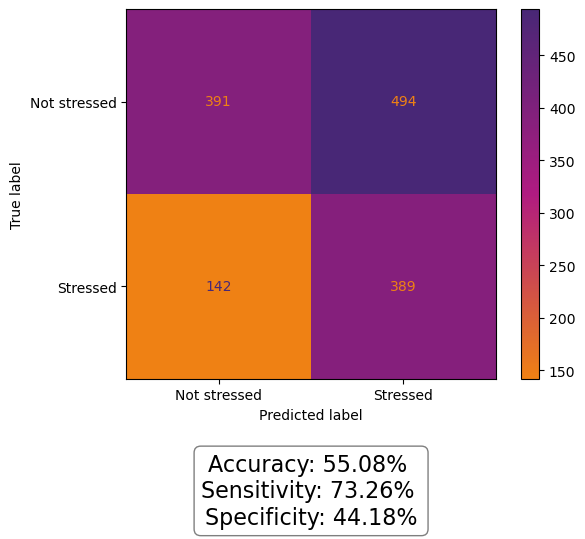 True label
Not stressed
391
494
Stressed
142
389
Not stressed
Stressed
Predicted label
450
400
350
300
250
200
150
Accuracy: 55.08%
Sensitivity: 73.26%
Specificity: 44.18%